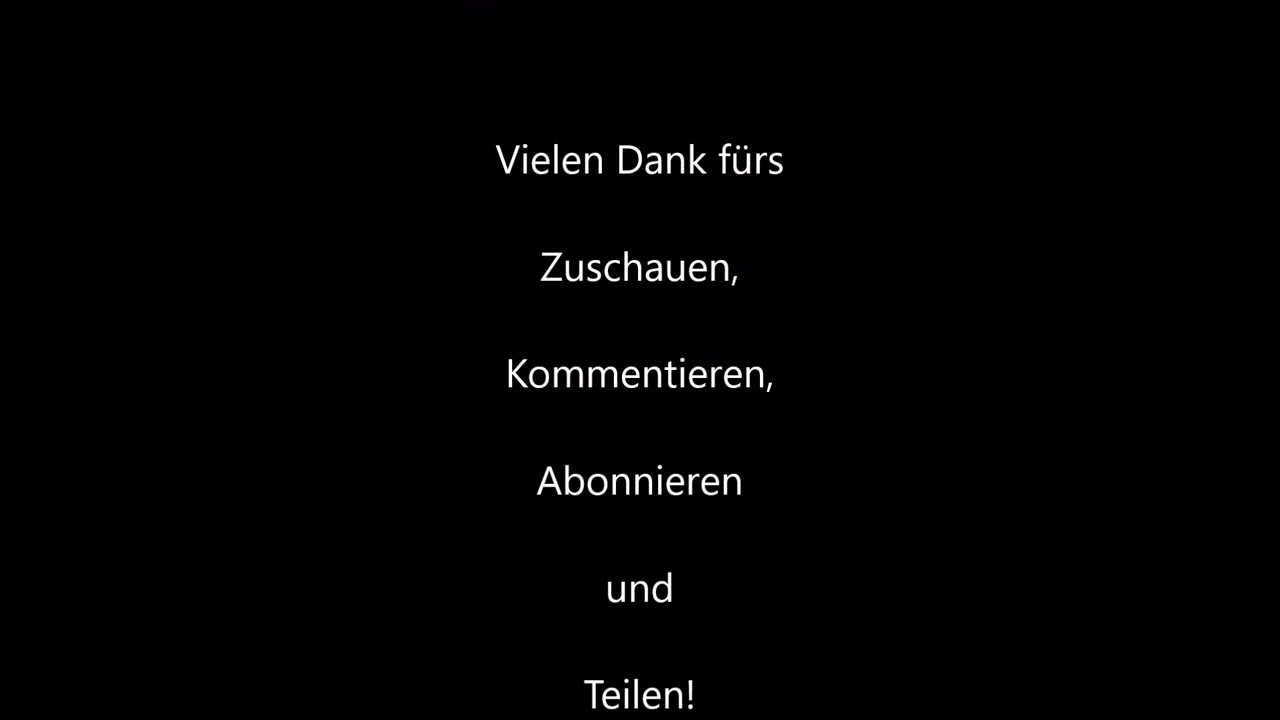 Vielen Dank fürs
Zuschauen,
Kommentieren,
Abonnieren
und
Teilen!